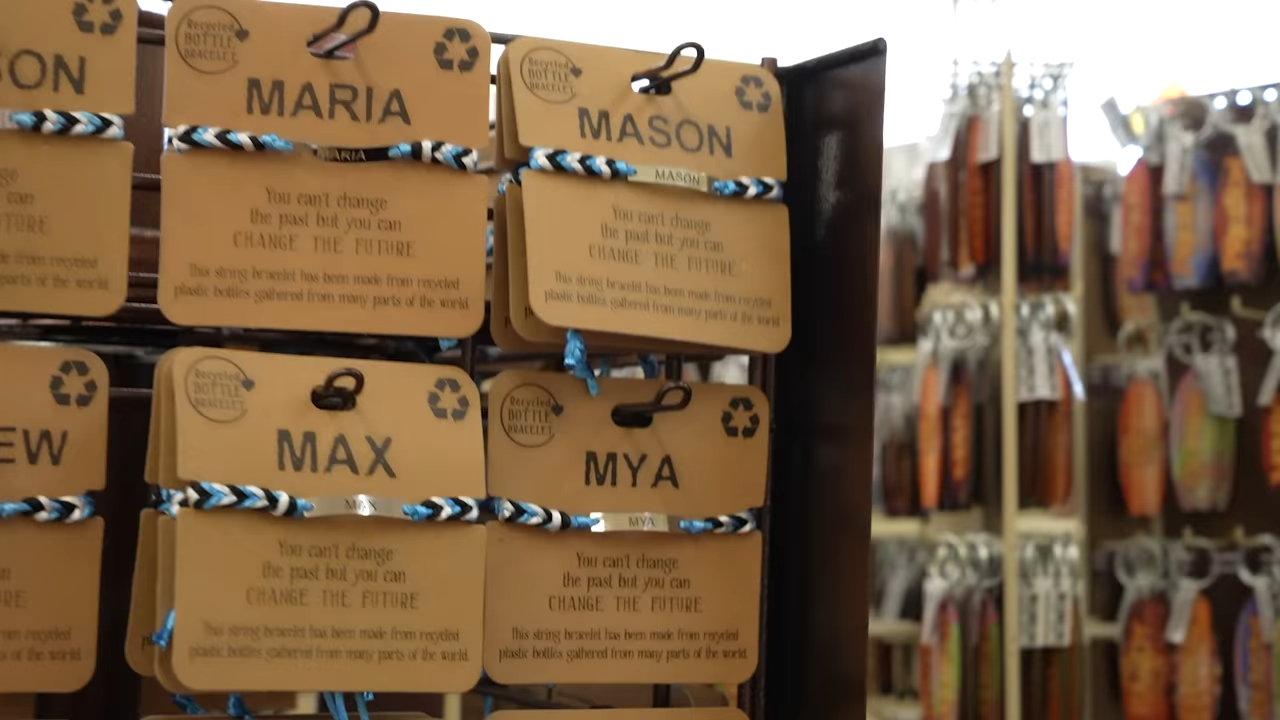 SON
can
Recycled
BOTTLE
BRACELET
MARIA
MARIA
You can't change
the past but you can
CHANGE THE FUTURE
This string bracelet has been made from recycled
plastic bottles gathered from many parts of the world
Recycled
BOTTLE
BRACELET
MASON
MASON
You can't change
the past but you can
CHANGE THE FUTURE
This string bracelet has been made from recycled
plastic bottles gathered from many parts of the world
EW
Recycled
BOTTLE
BRACELET
MAX
MAX
You can't change
the past but you can
CHANGE THE FUTURE
This string bracelet has been made from recycled
plastic bottles gathered from many parts of the world
Recycled
BOTTLE
BRACELET
MYA
MYA
You can't change
the past but you can
CHANGE THE FUTURE
This string bracelet has been made from recycled
plastic bottles gathered from many parts of the world